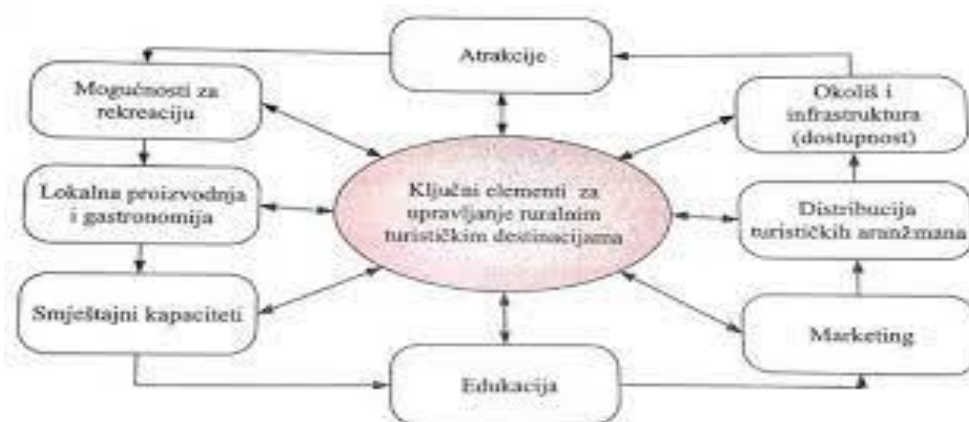 Atrakcije
Mogućnosti za
rekreaciju
Okoliš i
infrastruktura
(dostupnost)
Lokalna proizvodnja
i gastronomija
Ključni elementi za
upravljanje ruralnim
turističkim destinacijama
Distribucija
turističkih aranžmana
Smještajni kapaciteti
Marketing
Edukacija